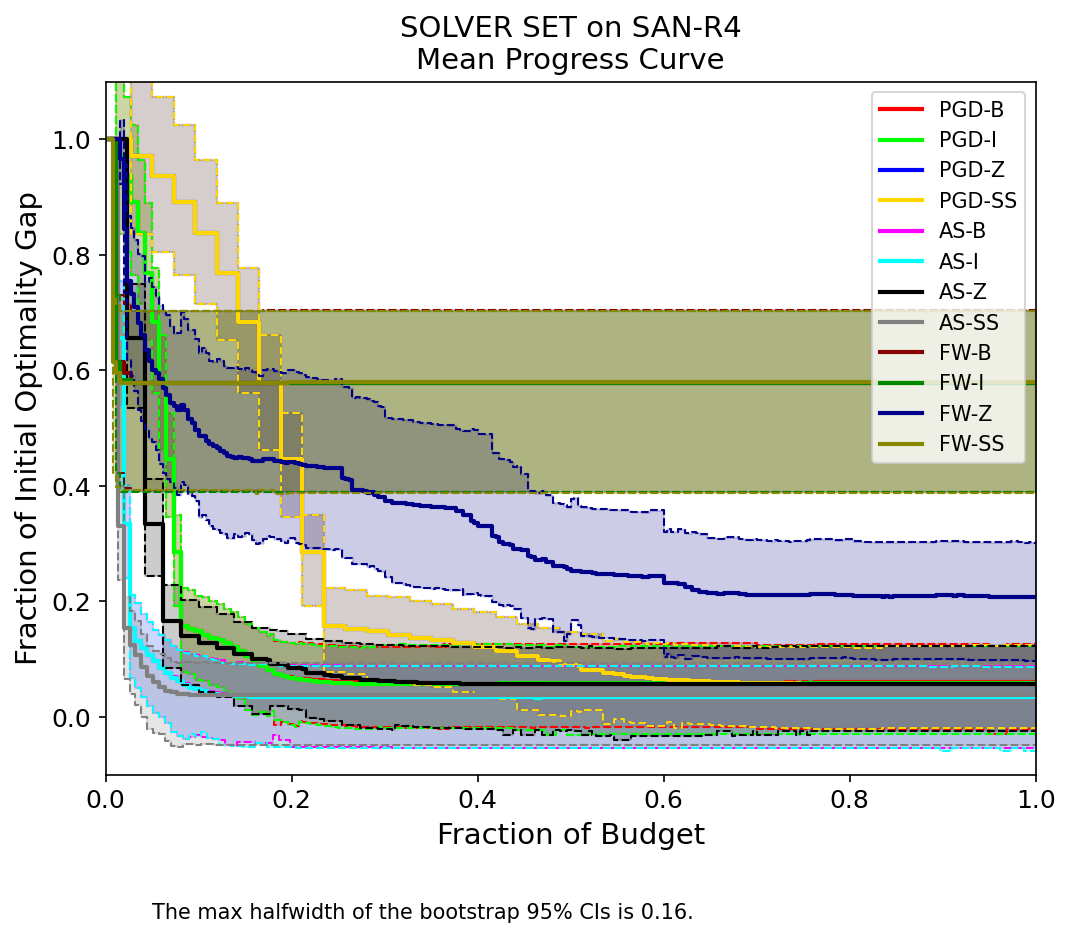 SOLVER SET on SAN-R4
Mean Progress Curve
Fraction of Initial Optimality Gap
1.0
0.8
0.6
0.4
0.2
0.0
PGD-B
PGD-I
PGD-Z
PGD-SS
AS-B
AS-I
AS-Z
AS-SS
FW-B
FW-I
FW-Z
FW-SS
0.0
0.2
0.4
0.6
0.8
1.0
Fraction of Budget
The max halfwidth of the bootstrap 95% CIs is 0.16.